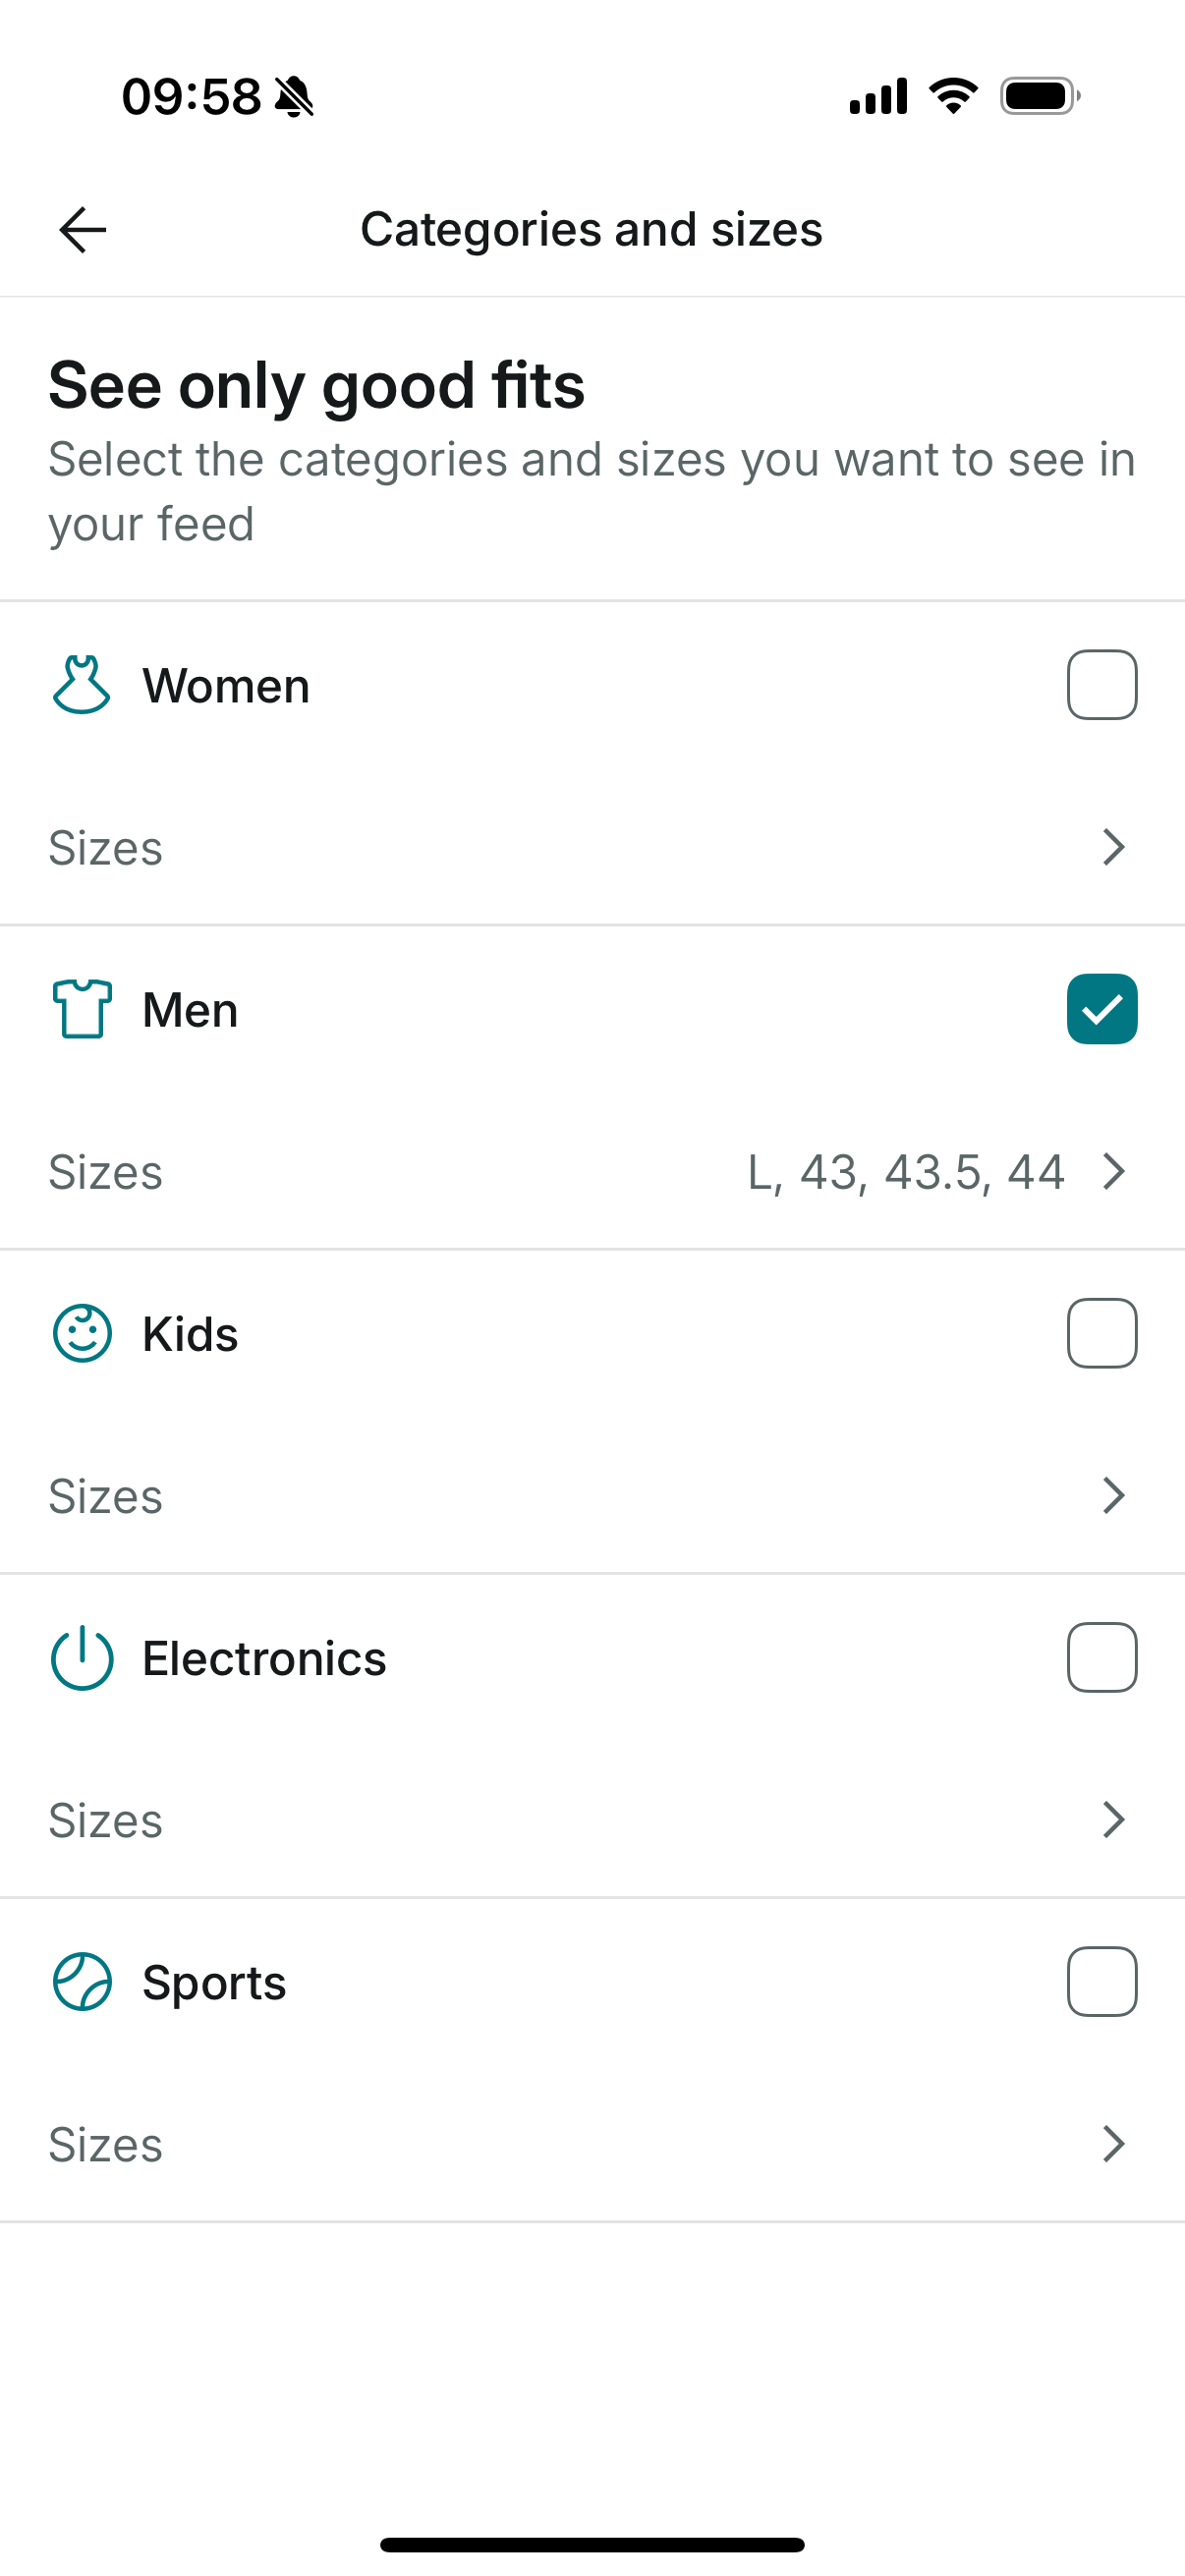 09:58
Categories and sizes
See only good fits
Select the categories and sizes you want to see in
your feed
Women
Sizes
Men
Sizes L, 43, 43.5, 44
Kids
Sizes
Electronics
Sizes
Sports
Sizes